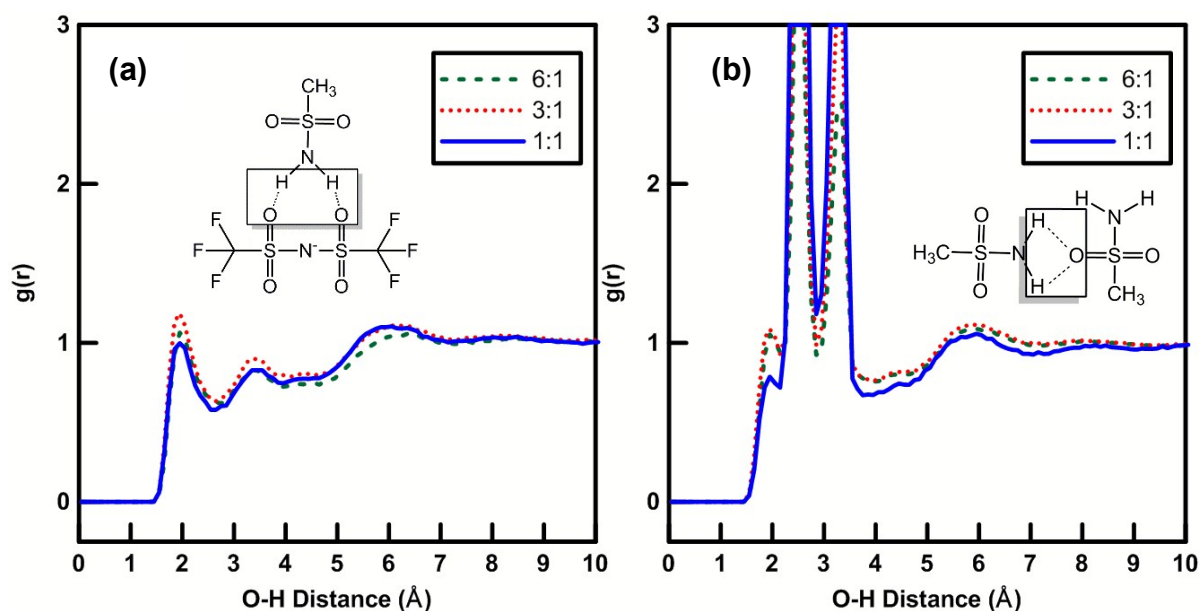 (a)
6:1
3:1
1:1
CH3
O=S=O
N
H H
O O
F F
F S N- S F
F F
O O
g(r)
3
2
1
0
0 1 2 3 4 5 6 7 8 9 10
O-H Distance (Å)
(b)
6:1
3:1
1:1
H N H
O H
H3C S N O S O
H
O CH3
g(r)
3
2
1
0
0 1 2 3 4 5 6 7 8 9 10
O-H Distance (Å)